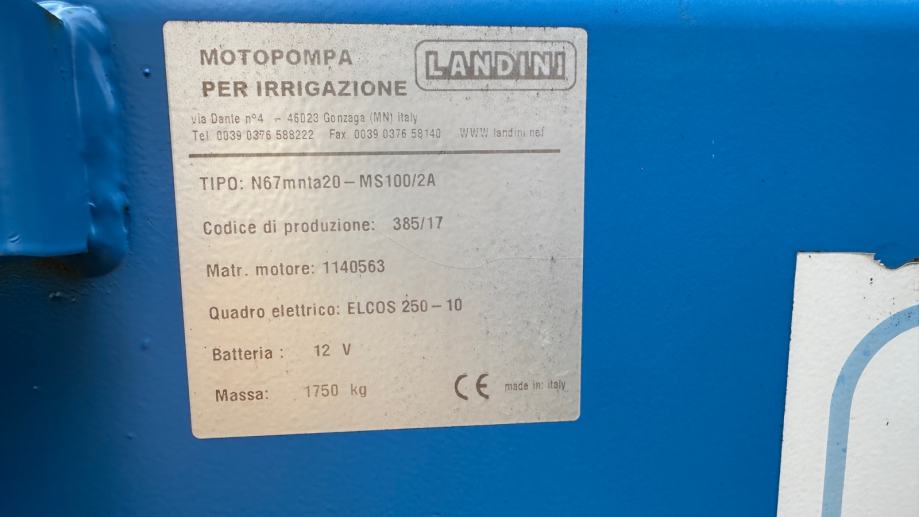 MOTOPOMPA
PER IRRIGAZIONE
LANDINI
via Dante n°4 - 46023 Gonzaga (MN) italy
Tel. 0039 0376 588222 Fax 0039 0376 58140 WWW.landini.net
TIPO: N67mnta20-MS100/2A
Codice di produzione: 385/17
Matr. motore: 1140563
Quadro elettrico: ELCOS 250-10
Batteria : 12 V
Massa: 1750 kg
CE made in: italy